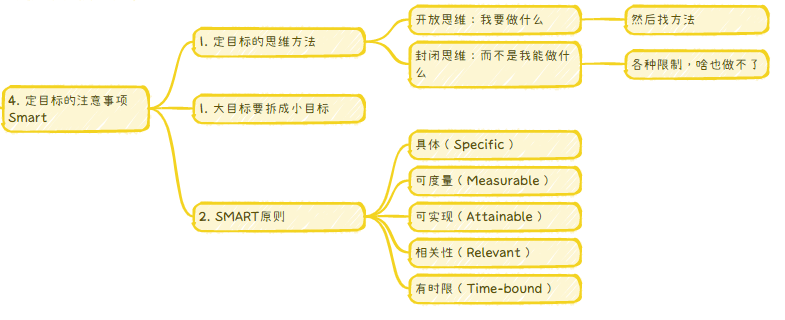 4. 定目标的注意事项
Smart
1. 定目标的思维方法
开放思维：我要做什么
然后找方法
封闭思维：而不是我能做什
么
各种限制，啥也做不了
1. 大目标要拆成小目标
2. SMART原则
具体（ Specific ）
可度量（ Measurable ）
可实现（ Attainable ）
相关性（ Relevant ）
有时限（ Time-bound ）